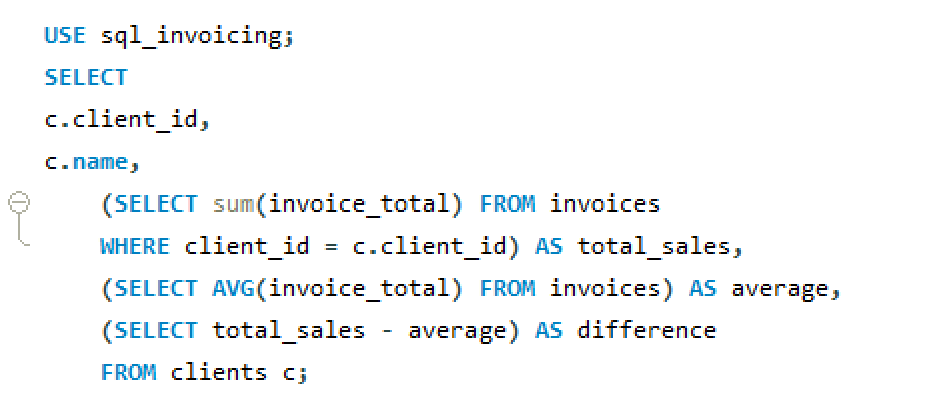 USE sql_invoicing;
SELECT
c.client_id,
c.name,
(SELECT sum(invoice_total) FROM invoices
WHERE client_id = c.client_id) AS total_sales,
(SELECT AVG(invoice_total) FROM invoices) AS average,
(SELECT total_sales - average) AS difference
FROM clients c;